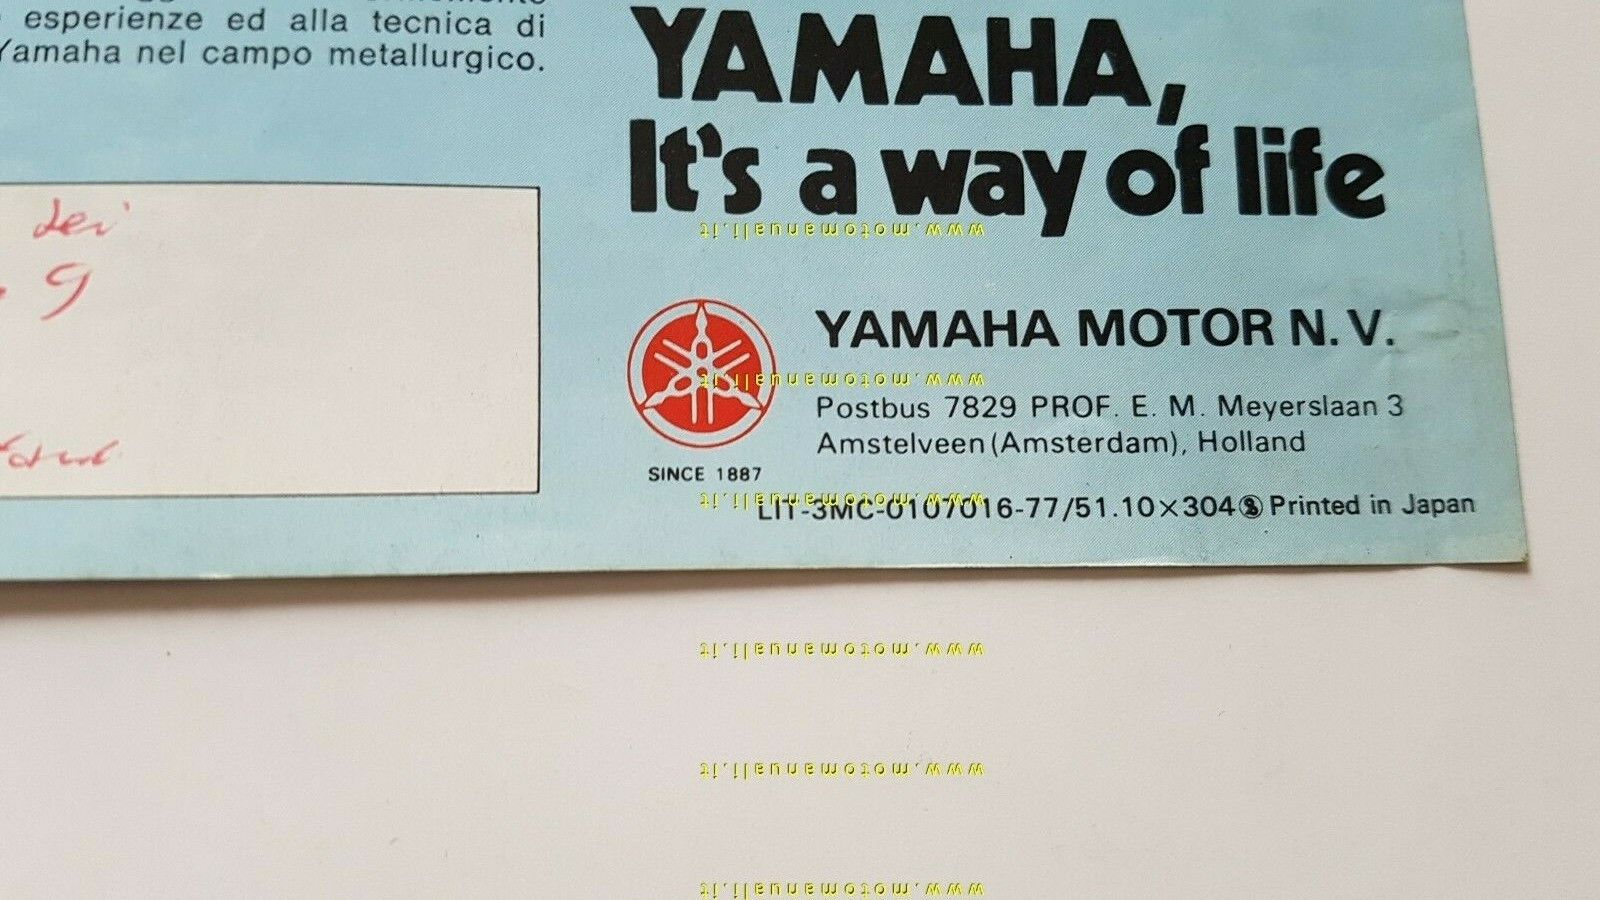 esperienze ed alla tecnica di
Yamaha nel campo metallurgico.
YAMAHA,
It's a way of life
www.motomanuali.it
9
YAMAHA MOTOR N.V.
www.motomanuali.it
Postbus 7829 PROF. E. M. Meyerslaan 3
Amstelveen (Amsterdam), Holland
SINCE 1887
www.motomanuali.it
LIT-3MC-0107016-77/51.10×304 Ⓢ Printed in Japan
www.motomanuali.it
www.motomanuali.it
www.motomanuali.it